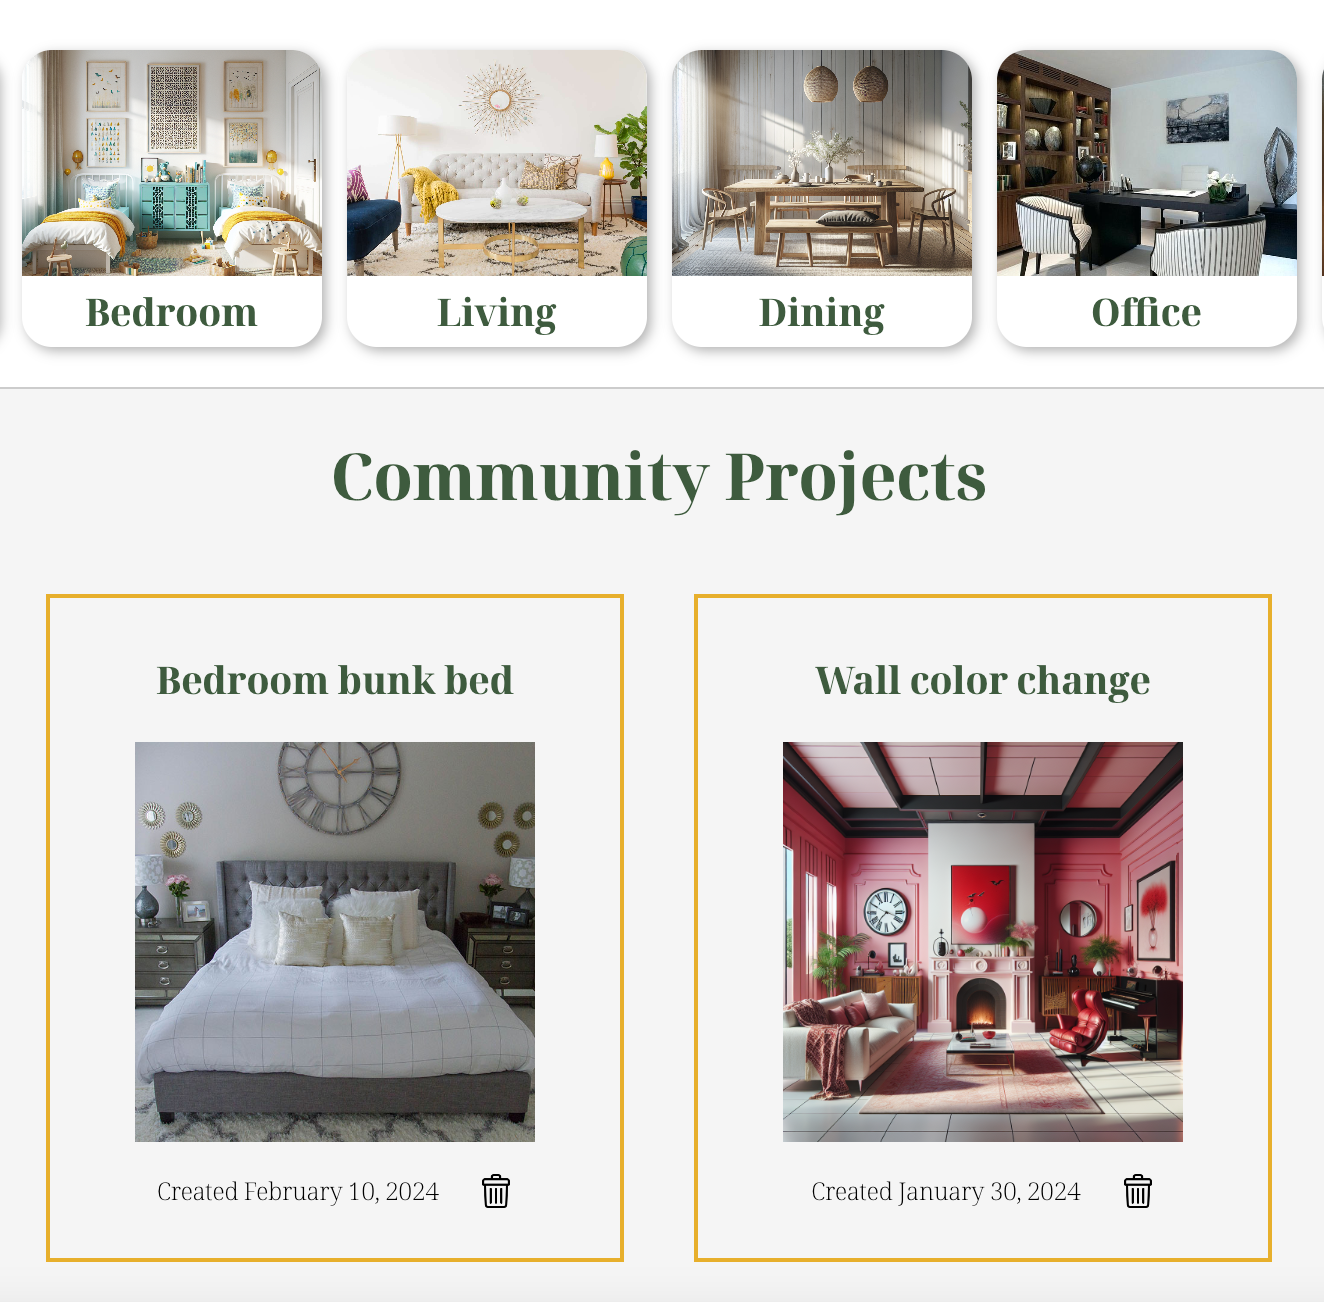 Bedroom
Living
Dining
Office
Community Projects
Bedroom bunk bed
Wall color change
Created February 10, 2024
Created January 30, 2024